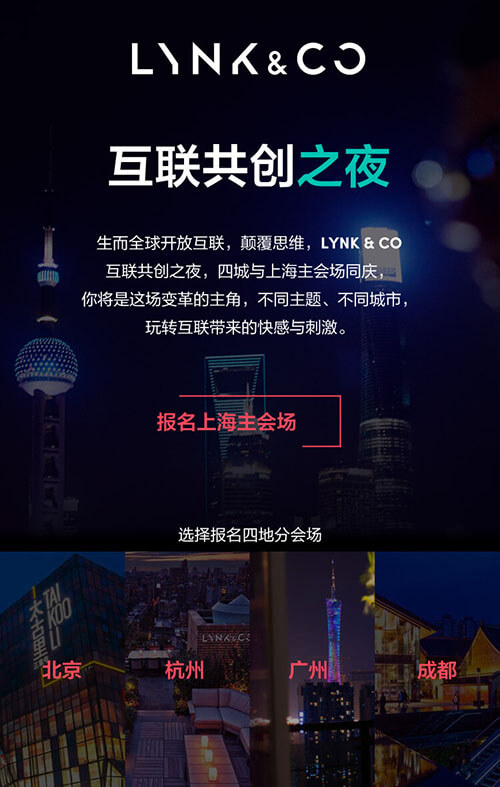 LYNK & CO
互联共创之夜
生而全球开放互联，颠覆思维，LYNK & CO
互联共创之夜，四城与上海主会场同庆，
你将是这场变革的主角，不同主题、不同城市，
玩转互联带来的快感与刺激。
报名上海主会场
选择报名四地分会场
太古里
TAI
KOO
LI
LYNK & CO
北京
杭州
广州
成都